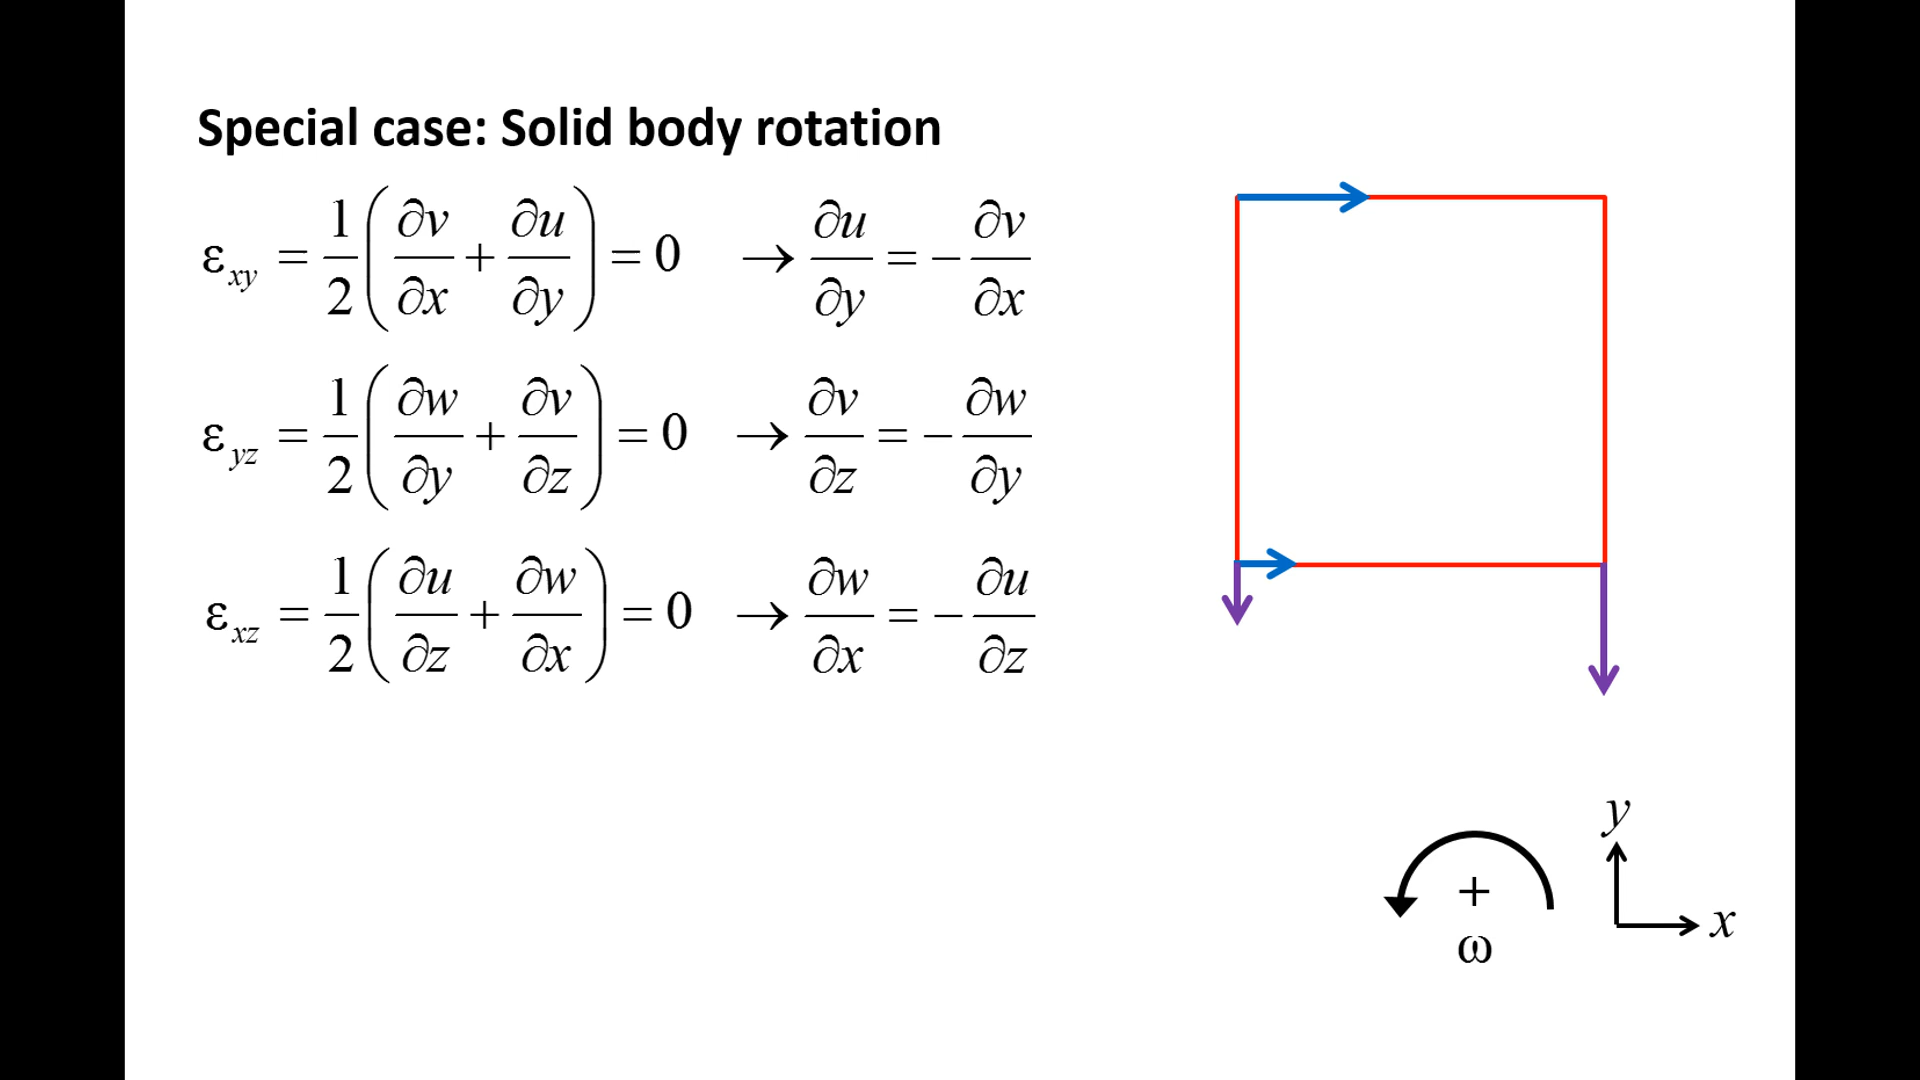 Special case: Solid body rotation
ε_xy = 1/2 (∂v/∂x + ∂u/∂y) = 0 → ∂u/∂y = −∂v/∂x
ε_yz = 1/2 (∂w/∂y + ∂v/∂z) = 0 → ∂v/∂z = −∂w/∂y
ε_xz = 1/2 (∂u/∂z + ∂w/∂x) = 0 → ∂w/∂x = −∂u/∂z
+
ω
y
x